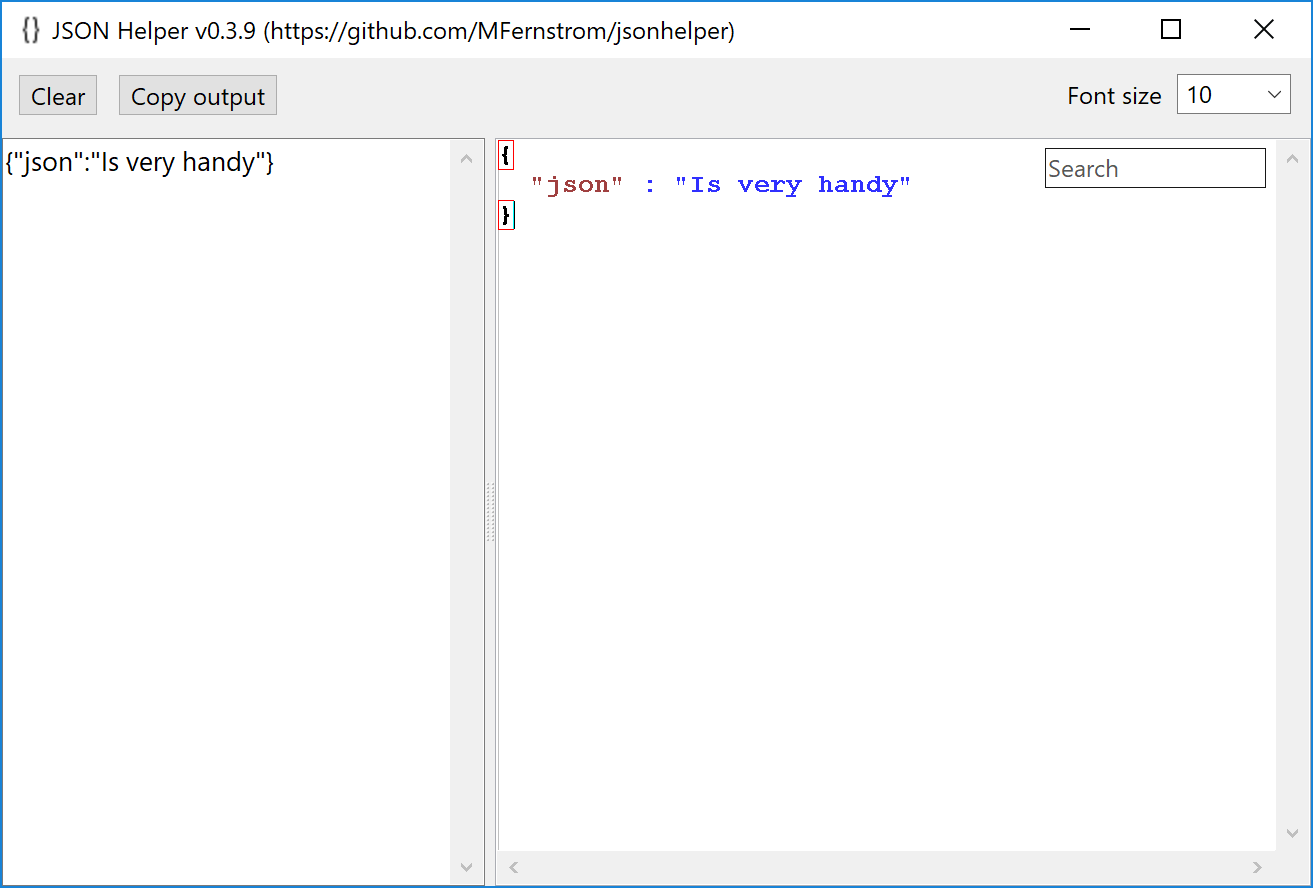 {} JSON Helper v0.3.9 (https://github.com/MFernstrom/jsonhelper)
Clear Copy output Font size 10
{"json":"Is very handy"}
Search
{
"json" : "Is very handy"
}